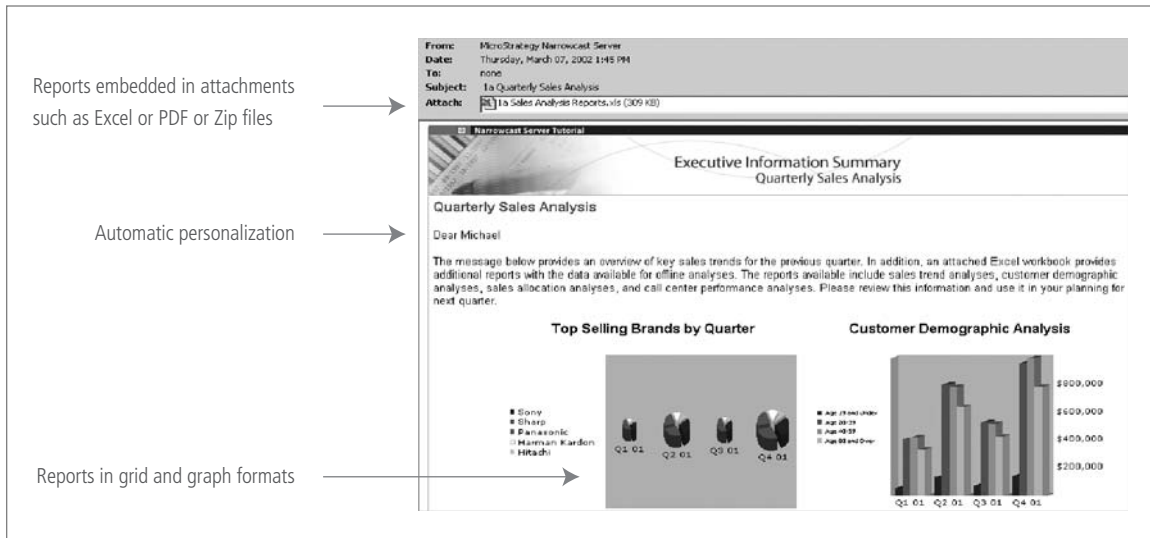 From: MicroStrategy Narrowcast Server
Date: Thursday, March 07, 2002 1:45 PM
To: none
Subject: 1a Quarterly Sales Analysis
Attach: 1a Sales Analysis Reports.xls (309 KB)
Reports embedded in attachments
such as Excel or PDF or Zip files
Narrowcast Server Tutorial
Executive Information Summary
Quarterly Sales Analysis
Quarterly Sales Analysis
Automatic personalization
Dear Michael
The message below provides an overview of key sales trends for the previous quarter. In addition, an attached Excel workbook provides
additional reports with the data available for offline analyses. The reports available include sales trend analyses, customer demographic
analyses, sales allocation analyses, and call center performance analyses. Please review this information and use it in your planning for
next quarter.
Top Selling Brands by Quarter
Sony
Sharp
Panasonic
Harman Kardon
Hitachi
Q1 01
Q2 01
Q3 01
Q4 01
Customer Demographic Analysis
$800,000
$600,000
$400,000
$200,000
Q1 01
Q2 01
Q3 01
Q4 01
Reports in grid and graph formats